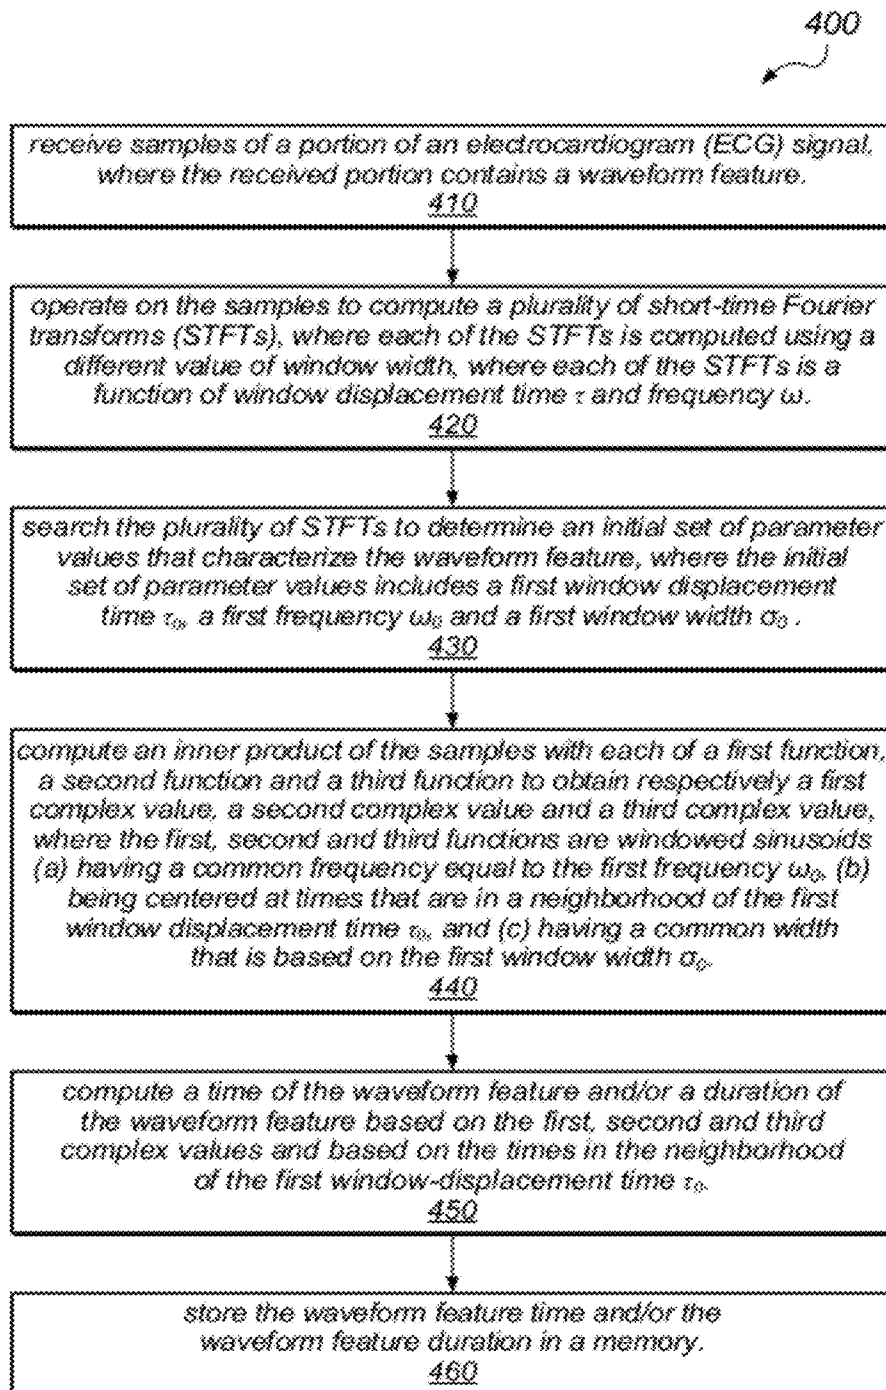 400
receive samples of a portion of an electrocardiogram (ECG) signal,
where the received portion contains a waveform feature.
410
operate on the samples to compute a plurality of short-time Fourier
transforms (STFTs), where each of the STFTs is computed using a
different value of window width, where each of the STFTs is a
function of window displacement time τ and frequency ω.
420
search the plurality of STFTs to determine an initial set of parameter
values that characterize the waveform feature, where the initial
set of parameter values includes a first window displacement
time τ₀, a first frequency ω₀ and a first window width σ₀ .
430
compute an inner product of the samples with each of a first function,
a second function and a third function to obtain respectively a first
complex value, a second complex value and a third complex value,
where the first, second and third functions are windowed sinusoids
(a) having a common frequency equal to the first frequency ω₀, (b)
being centered at times that are in a neighborhood of the first
window displacement time τ₀, and (c) having a common width
that is based on the first window width σ₀.
440
compute a time of the waveform feature and/or a duration of
the waveform feature based on the first, second and third
complex values and based on the times in the neighborhood
of the first window-displacement time τ₀.
450
store the waveform feature time and/or the
waveform feature duration in a memory.
460